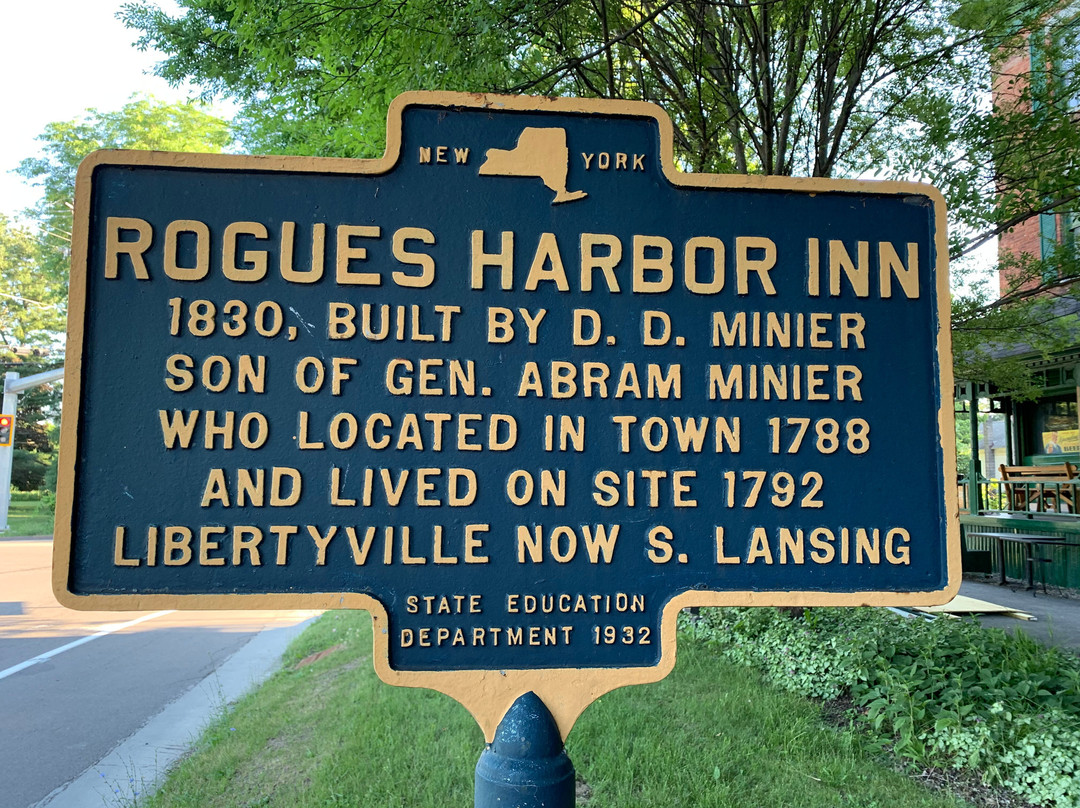 NEW YORK
ROGUES HARBOR INN
1830, BUILT BY D. D. MINIER
SON OF GEN. ABRAM MINIER
WHO LOCATED IN TOWN 1788
AND LIVED ON SITE 1792
LIBERTYVILLE NOW S. LANSING
STATE EDUCATION
DEPARTMENT 1932